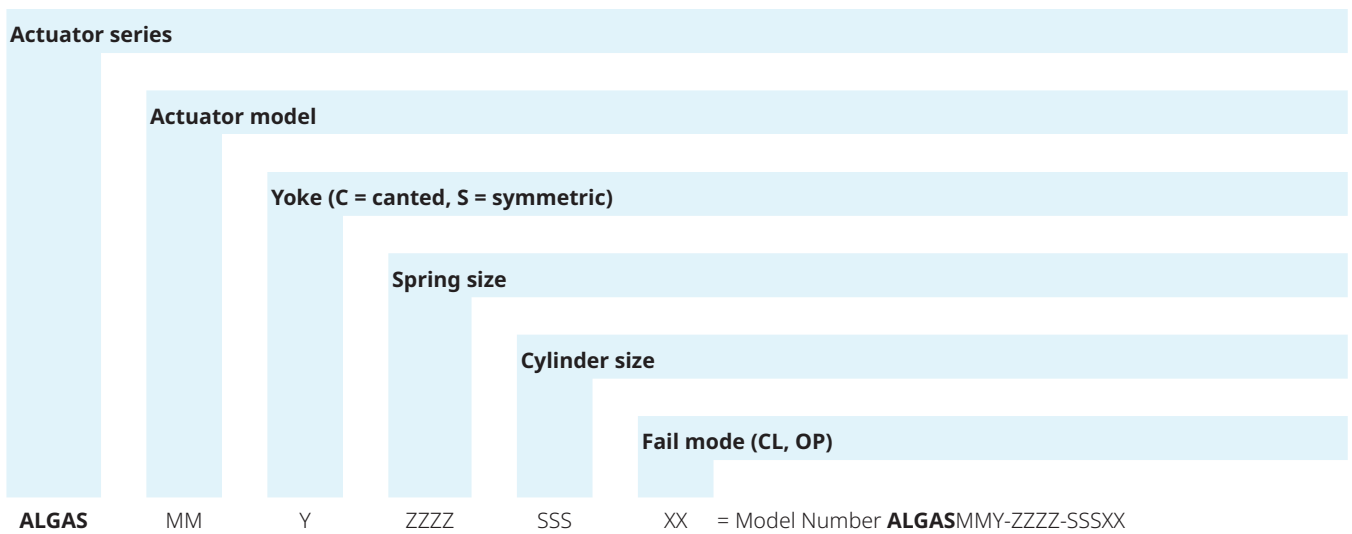 Actuator series
Actuator model
Yoke (C = canted, S = symmetric)
Spring size
Cylinder size
Fail mode (CL, OP)
ALGAS MM Y ZZZZ SSS XX = Model Number ALGASMMY-ZZZZ-SSSXX